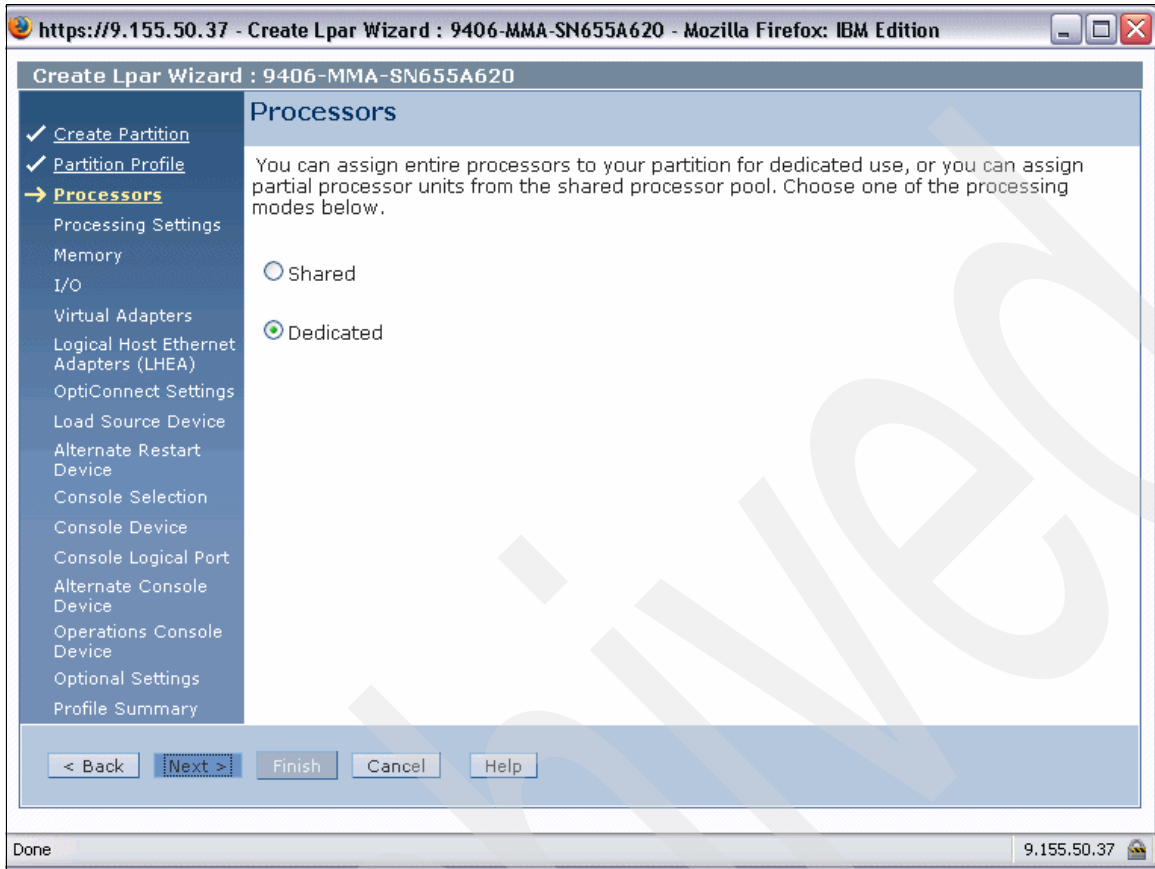 https://9.155.50.37 - Create Lpar Wizard : 9406-MMA-SN655A620 - Mozilla Firefox: IBM Edition
Create Lpar Wizard : 9406-MMA-SN655A620
Create Partition
Partition Profile
Processors
Processing Settings
Memory
I/O
Virtual Adapters
Logical Host Ethernet
Adapters (LHEA)
OptiConnect Settings
Load Source Device
Alternate Restart
Device
Console Selection
Console Device
Console Logical Port
Alternate Console
Device
Operations Console
Device
Optional Settings
Profile Summary
Processors
You can assign entire processors to your partition for dedicated use, or you can assign
partial processor units from the shared processor pool. Choose one of the processing
modes below.
Shared
Dedicated
< Back Next > Finish Cancel Help
Done 9.155.50.37